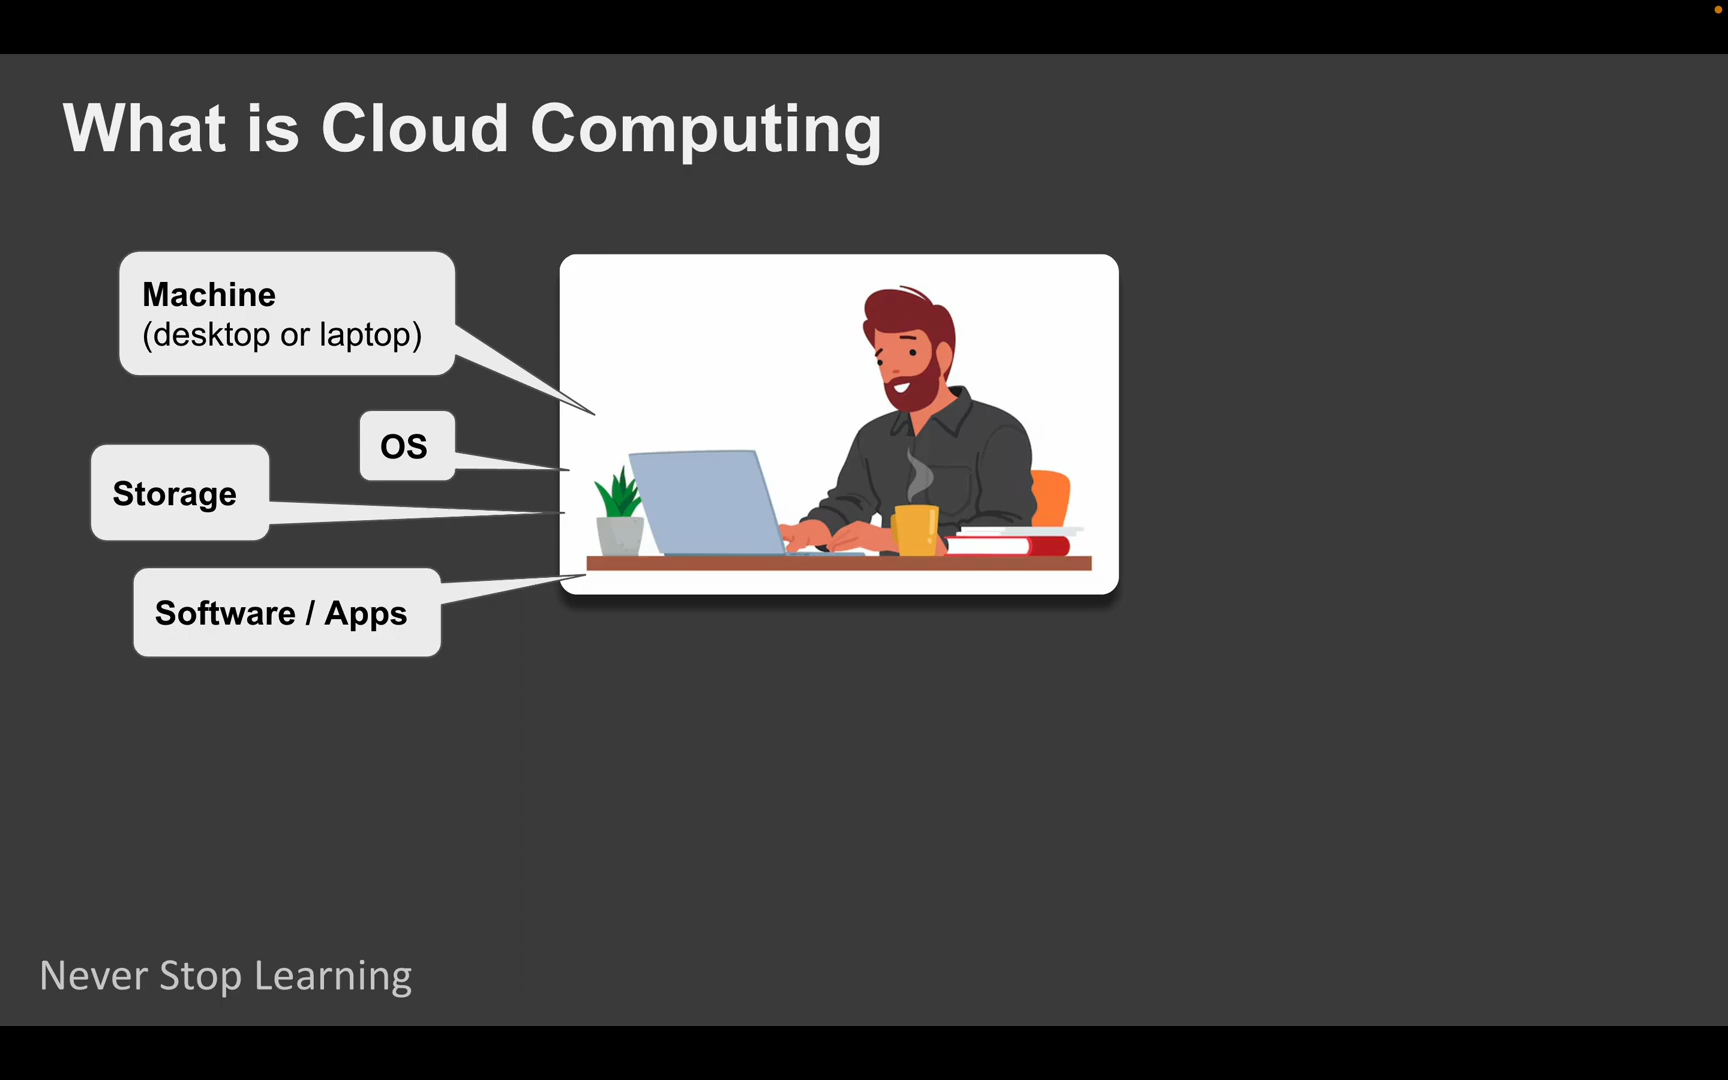 What is Cloud Computing
Machine
(desktop or laptop)
OS
Storage
Software / Apps
Never Stop Learning